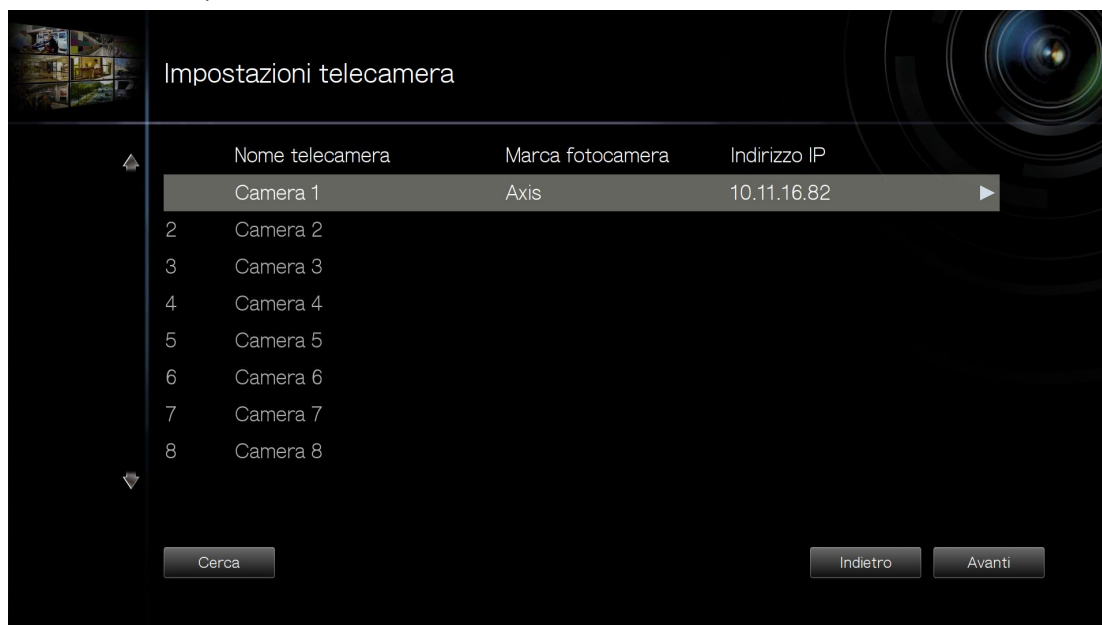 Impostazioni telecamera
Nome telecamera Marca fotocamera Indirizzo IP
Camera 1 Axis 10.11.16.82
2 Camera 2
3 Camera 3
4 Camera 4
5 Camera 5
6 Camera 6
7 Camera 7
8 Camera 8
Cerca Indietro Avanti